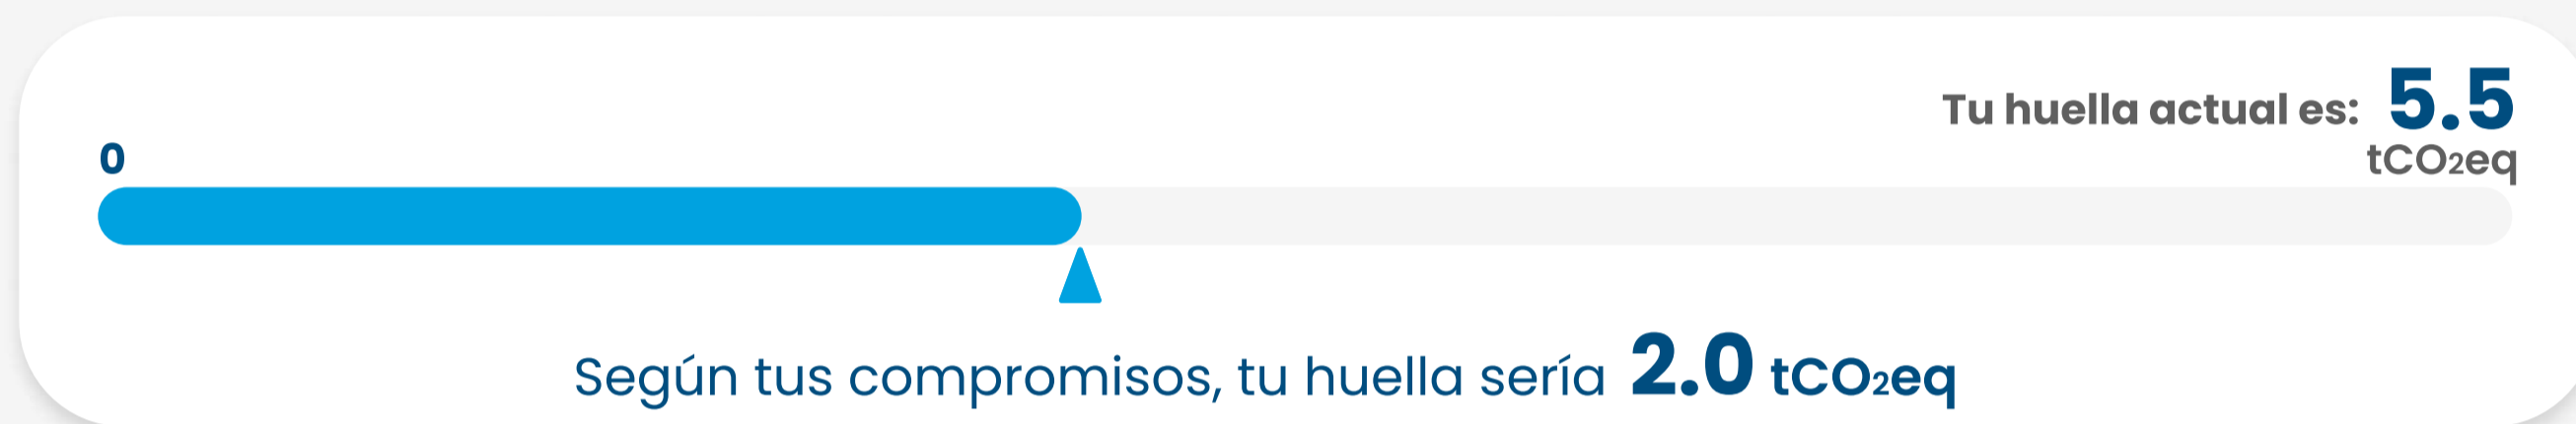 Tu huella actual es: 5.5
tCO₂eq
0
Según tus compromisos, tu huella sería 2.0 tCO₂eq